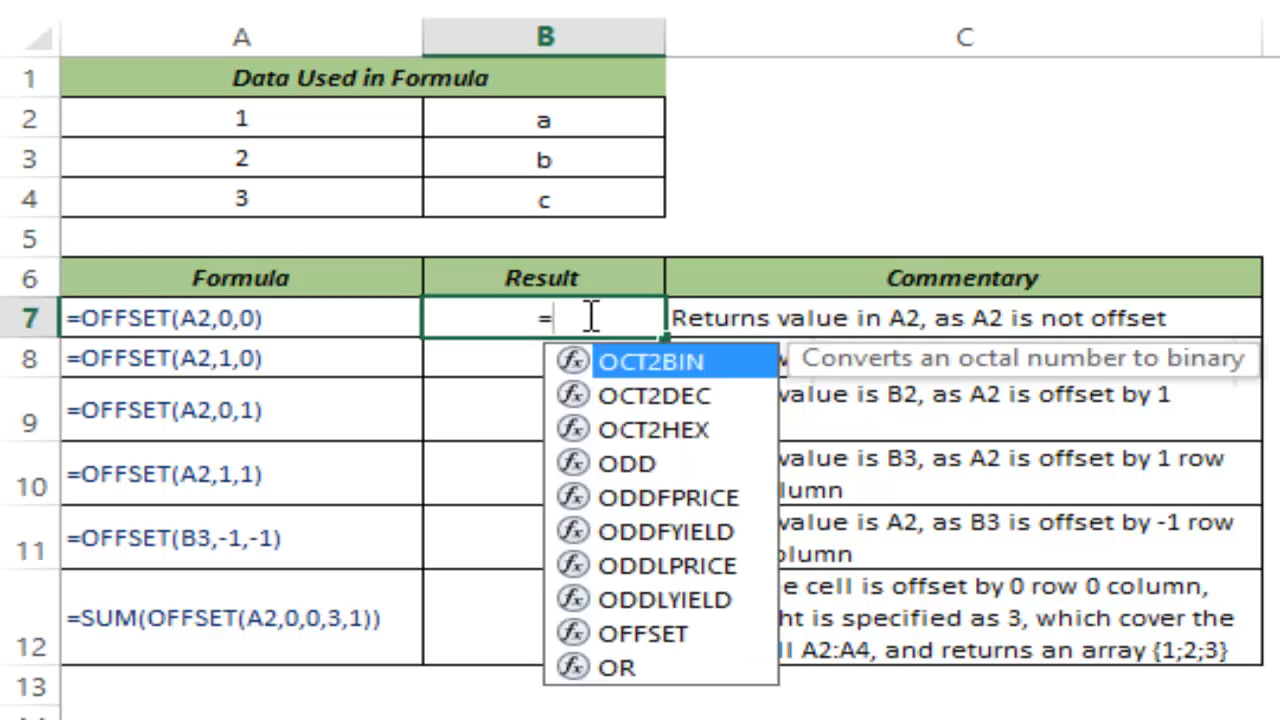 A B C
1 Data Used in Formula
2 1 a
3 2 b
4 3 c
5
6 Formula Result Commentary
7 =OFFSET(A2,0,0) = Returns value in A2, as A2 is not offset
8 =OFFSET(A2,1,0)
OCT2BIN Converts an octal number to binary
OCT2DEC
OCT2HEX
ODD
ODDFPRICE
ODDFYIELD
ODDLPRICE
ODDLYIELD
OFFSET
OR
9 =OFFSET(A2,0,1)
value is B2, as A2 is offset by 1
10 =OFFSET(A2,1,1)
value is B3, as A2 is offset by 1 row
11 =OFFSET(B3,-1,-1)
value is A2, as B3 is offset by -1 row
12 =SUM(OFFSET(A2,0,0,3,1))
cell is offset by 0 row 0 column,
is specified as 3, which cover the
A2:A4, and returns an array {1;2;3}
13